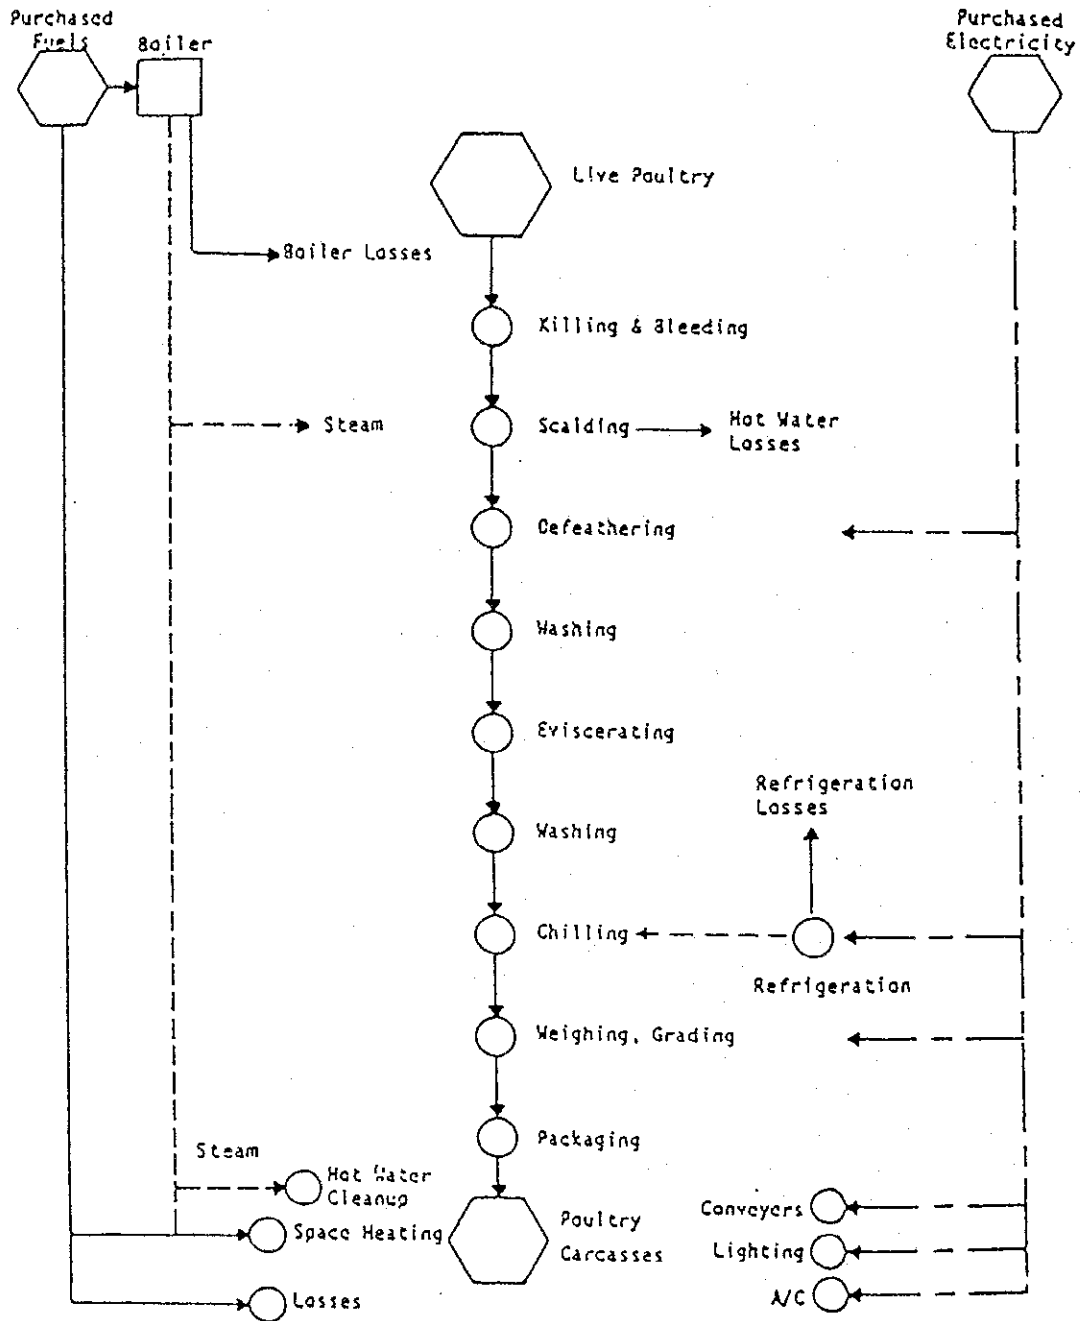 Purchased
Fuels
Boiler
Purchased
Electricity
Live Poultry
Boiler Losses
Killing & Bleeding
Steam
Scalding
Hot Water
Losses
Defeathering
Washing
Eviscerating
Refrigeration
Losses
Washing
Chilling
Refrigeration
Weighing, Grading
Packaging
Steam
Hot Water
Cleanup
Space Heating
Poultry
Carcasses
Conveyers
Lighting
Losses
A/C